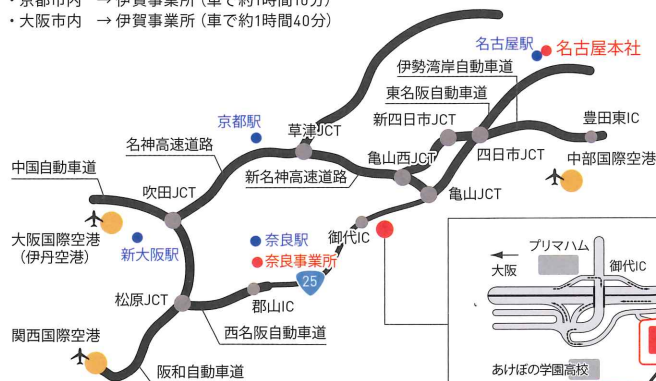 ・京都市内 → 伊賀事業所 (車で約1時間10分)
・大阪市内 → 伊賀事業所 (車で約1時間40分)
名古屋駅
名古屋本社
伊勢湾岸自動車道
東名阪自動車道
新四日市JCT
豊田東IC
京都駅
草津JCT
名神高速道路
亀山西JCT
四日市JCT
中国自動車道
新名神高速道路
中部国際空港
吹田JCT
亀山JCT
大阪国際空港
(伊丹空港)
新大阪駅
奈良駅
御代IC
奈良事業所
25
プリマハム
大阪
御代IC
松原JCT
郡山IC
西名阪自動車道
関西国際空港
阪和自動車道
あけぼの学園高校